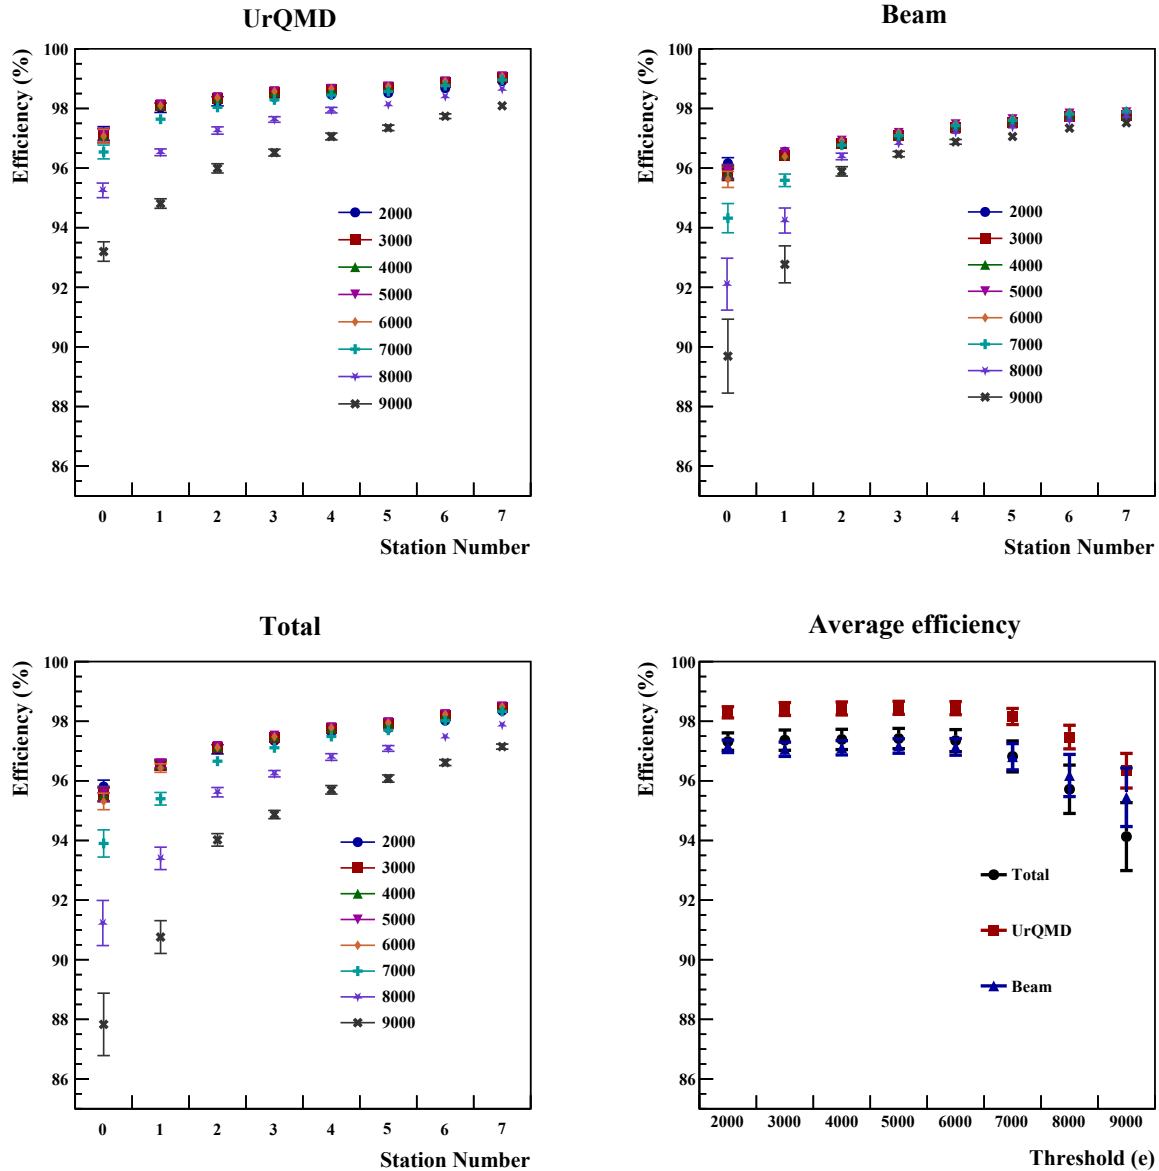 UrQMD
Efficiency (%)
100
98
96
94
92
90
88
86
2000
3000
4000
5000
6000
7000
8000
9000
0 1 2 3 4 5 6 7
Station Number
Beam
Efficiency (%)
100
98
96
94
92
90
88
86
2000
3000
4000
5000
6000
7000
8000
9000
0 1 2 3 4 5 6 7
Station Number
Total
Efficiency (%)
100
98
96
94
92
90
88
86
2000
3000
4000
5000
6000
7000
8000
9000
0 1 2 3 4 5 6 7
Station Number
Average efficiency
Efficiency (%)
100
98
96
94
92
90
88
86
Total
UrQMD
Beam
2000 3000 4000 5000 6000 7000 8000 9000
Threshold (e)